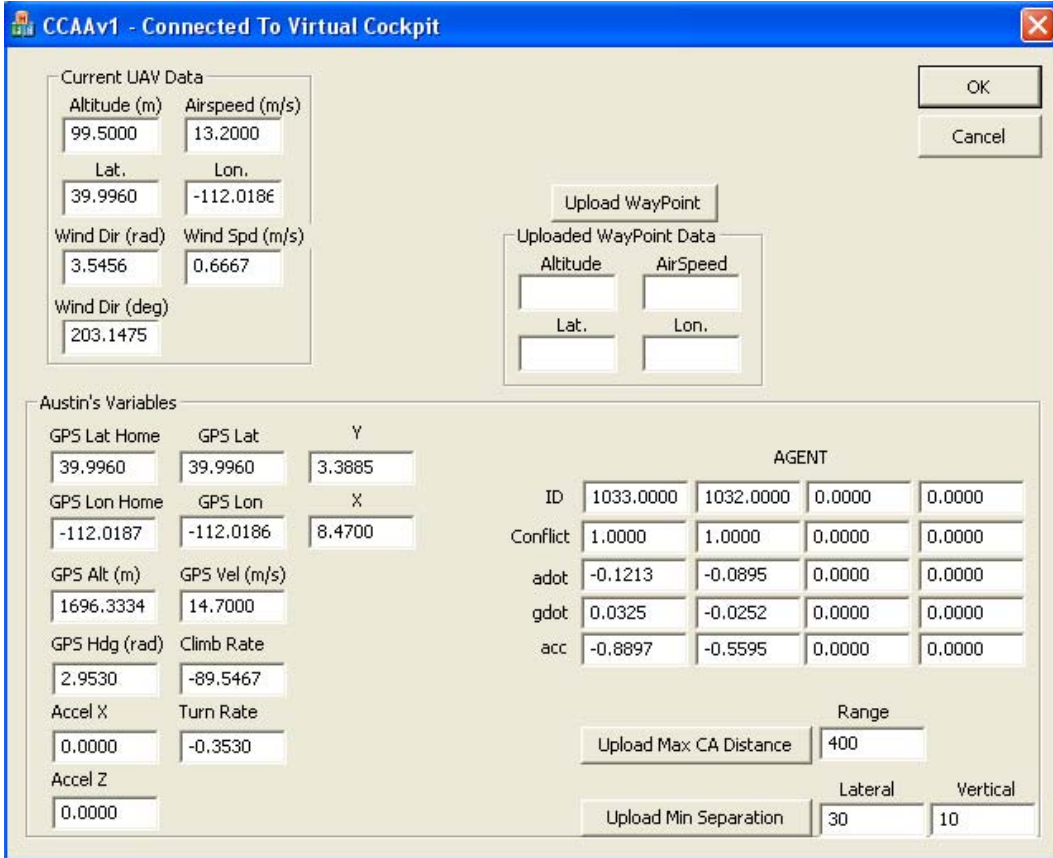 CCAAv1 - Connected To Virtual Cockpit
Current UAV Data
Altitude (m) Airspeed (m/s)
99.5000 13.2000
Lat. Lon.
39.9960 -112.0186
Wind Dir (rad) Wind Spd (m/s)
3.5456 0.6667
Wind Dir (deg)
203.1475
OK
Cancel
Upload WayPoint
Uploaded WayPoint Data
Altitude AirSpeed
Lat. Lon.
Austin's Variables
GPS Lat Home GPS Lat Y
39.9960 39.9960 3.3885
GPS Lon Home GPS Lon X
-112.0187 -112.0186 8.4700
GPS Alt (m) GPS Vel (m/s)
1696.3334 14.7000
GPS Hdg (rad) Climb Rate
2.9530 -89.5467
Accel X Turn Rate
0.0000 -0.3530
Accel Z
0.0000
AGENT
ID 1033.0000 1032.0000 0.0000 0.0000
Conflict 1.0000 1.0000 0.0000 0.0000
adot -0.1213 -0.0895 0.0000 0.0000
gdot 0.0325 -0.0252 0.0000 0.0000
acc -0.8897 -0.5595 0.0000 0.0000
Range
Upload Max CA Distance 400
Lateral Vertical
Upload Min Separation 30 10